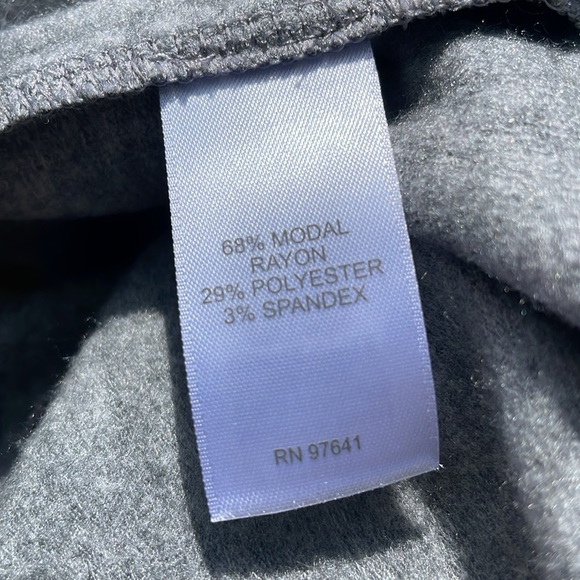 68% MODAL
RAYON
29% POLYESTER
3% SPANDEX
RN 97641